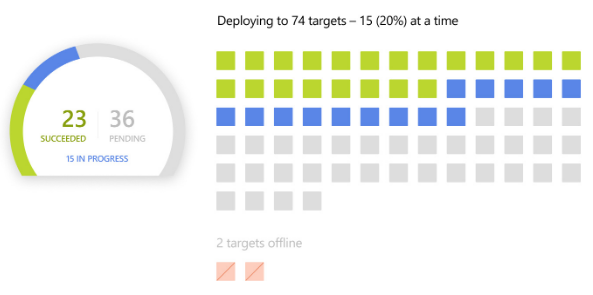 Deploying to 74 targets – 15 (20%) at a time
23 36
SUCCEEDED PENDING
15 IN PROGRESS
2 targets offline